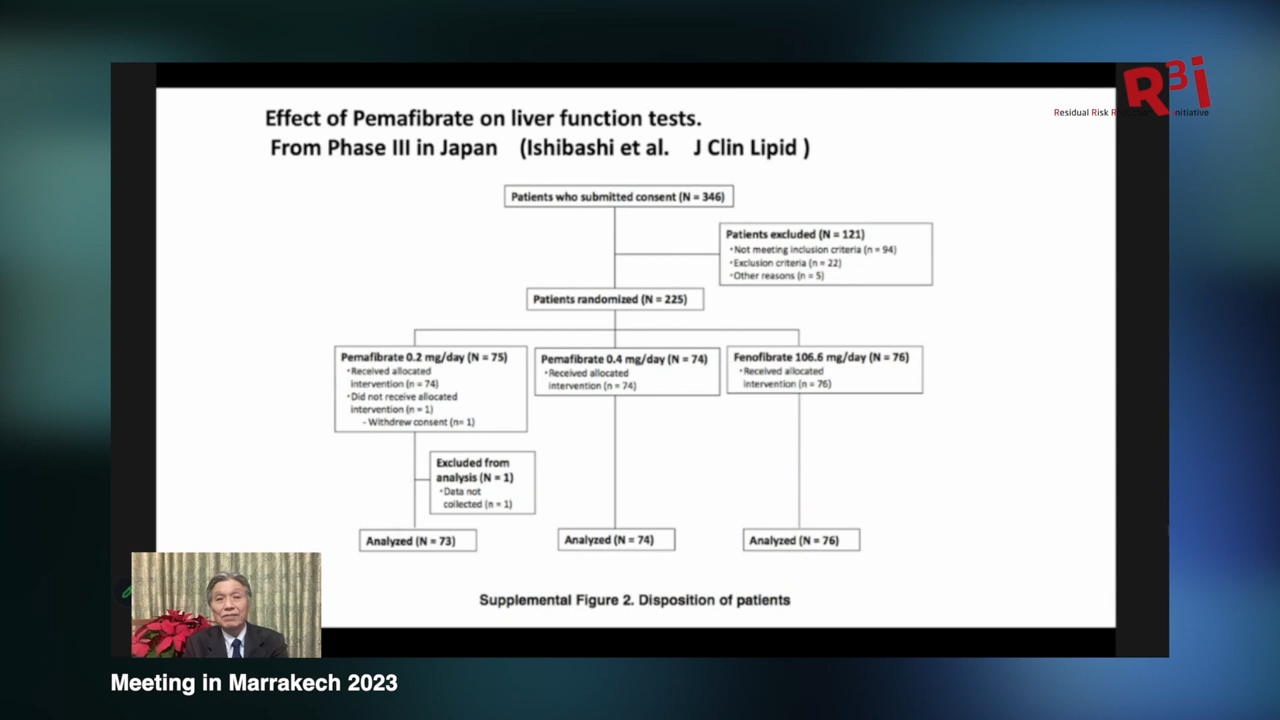 R3i
Residual Risk R
nitiative
Effect of Pemafibrate on liver function tests.
From Phase III in Japan (Ishibashi et al. J Clin Lipid )
Patients who submitted consent (N = 346)
Patients excluded (N = 121)
・Not meeting inclusion criteria (n = 94)
・Exclusion criteria (n = 22)
・Other reasons (n = 5)
Patients randomized (N = 225)
Pemafibrate 0.2 mg/day (N = 75)
・Received allocated
intervention (n = 74)
・Did not receive allocated
intervention (n = 1)
- Withdrew consent (n= 1)
Pemafibrate 0.4 mg/day (N = 74)
・Received allocated
intervention (n = 74)
Fenofibrate 106.6 mg/day (N = 76)
・Received allocated
intervention (n = 76)
Excluded from
analysis (N = 1)
・Data not
collected (n = 1)
Analyzed (N = 73)
Analyzed (N = 74)
Analyzed (N = 76)
Supplemental Figure 2. Disposition of patients
Meeting in Marrakech 2023